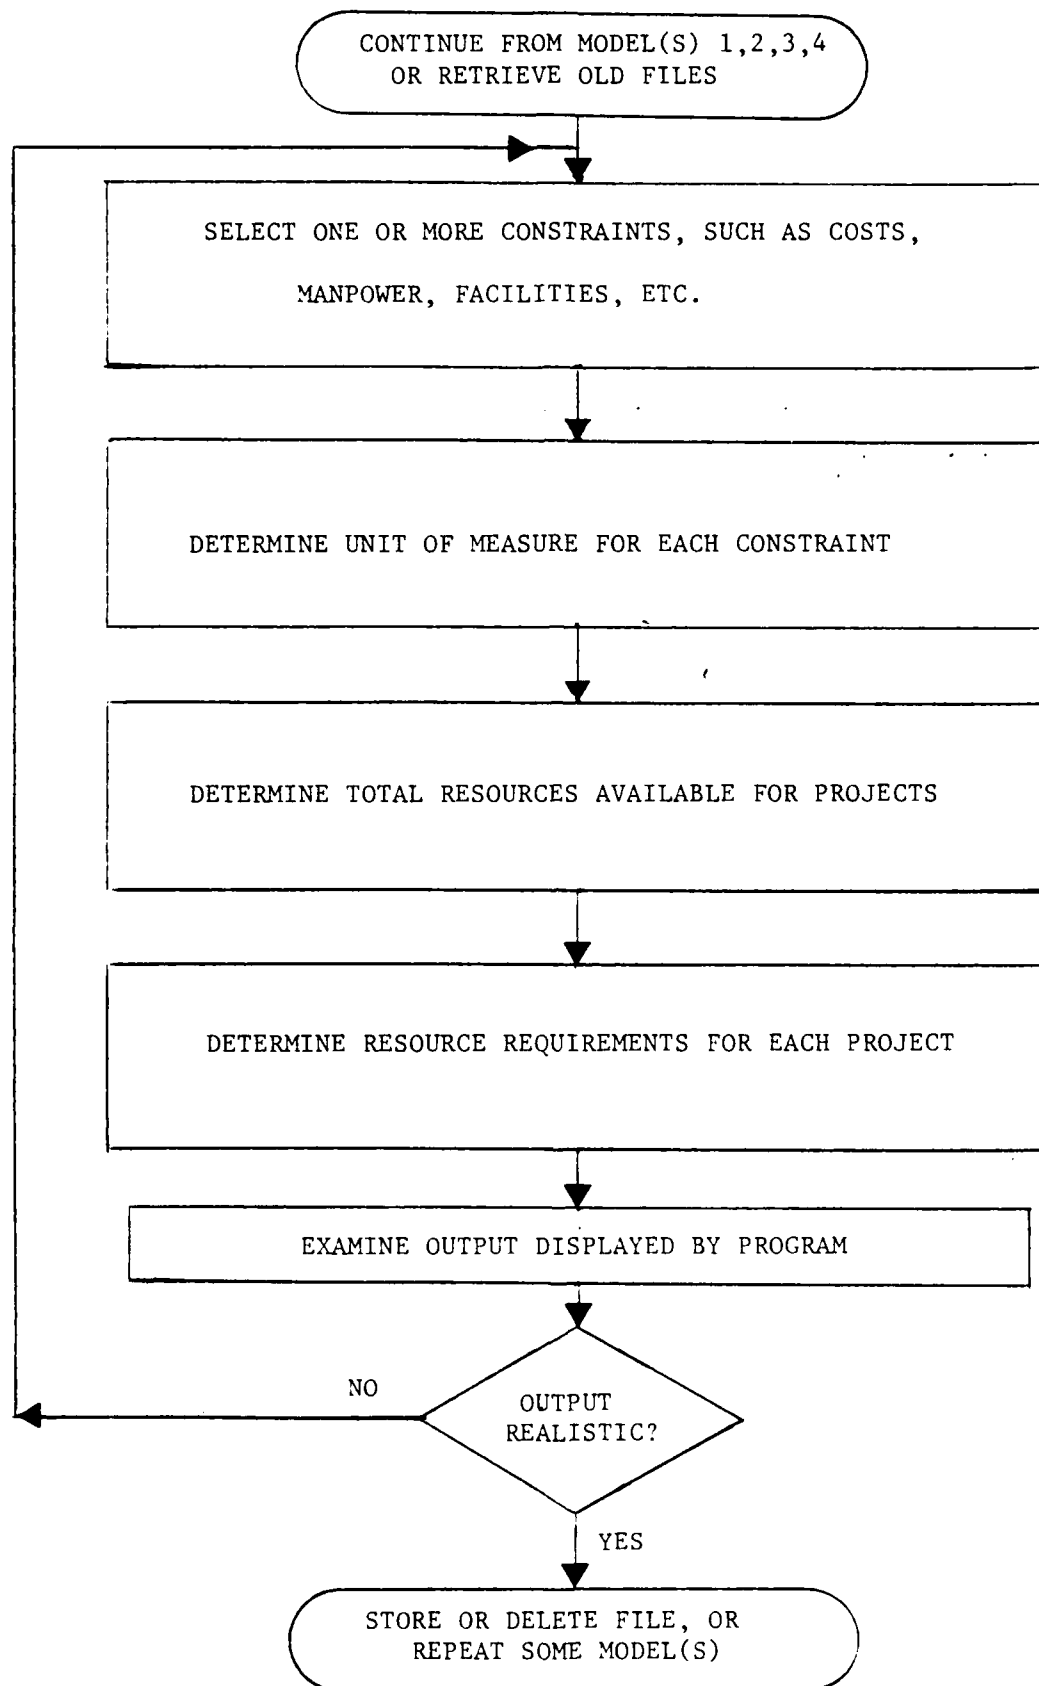 CONTINUE FROM MODEL(S) 1,2,3,4
OR RETRIEVE OLD FILES
SELECT ONE OR MORE CONSTRAINTS, SUCH AS COSTS,
MANPOWER, FACILITIES, ETC.
DETERMINE UNIT OF MEASURE FOR EACH CONSTRAINT
DETERMINE TOTAL RESOURCES AVAILABLE FOR PROJECTS
DETERMINE RESOURCE REQUIREMENTS FOR EACH PROJECT
EXAMINE OUTPUT DISPLAYED BY PROGRAM
NO
OUTPUT
REALISTIC?
YES
STORE OR DELETE FILE, OR
REPEAT SOME MODEL(S)